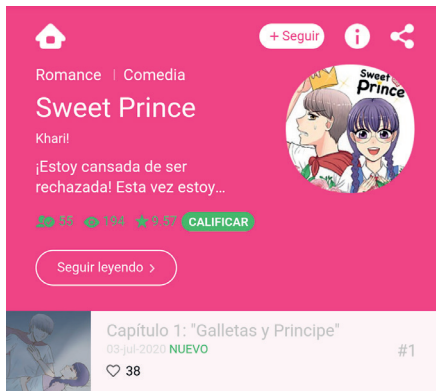 + Seguir
Romance | Comedia
Sweet Prince
Sweet
Prince
Khari!
¡Estoy cansada de ser
rechazada! Esta vez estoy...
55 194 9.57 CALIFICAR
Seguir leyendo >
Capítulo 1: "Galletas y Principe"
03-jul-2020 NUEVO
#1
38